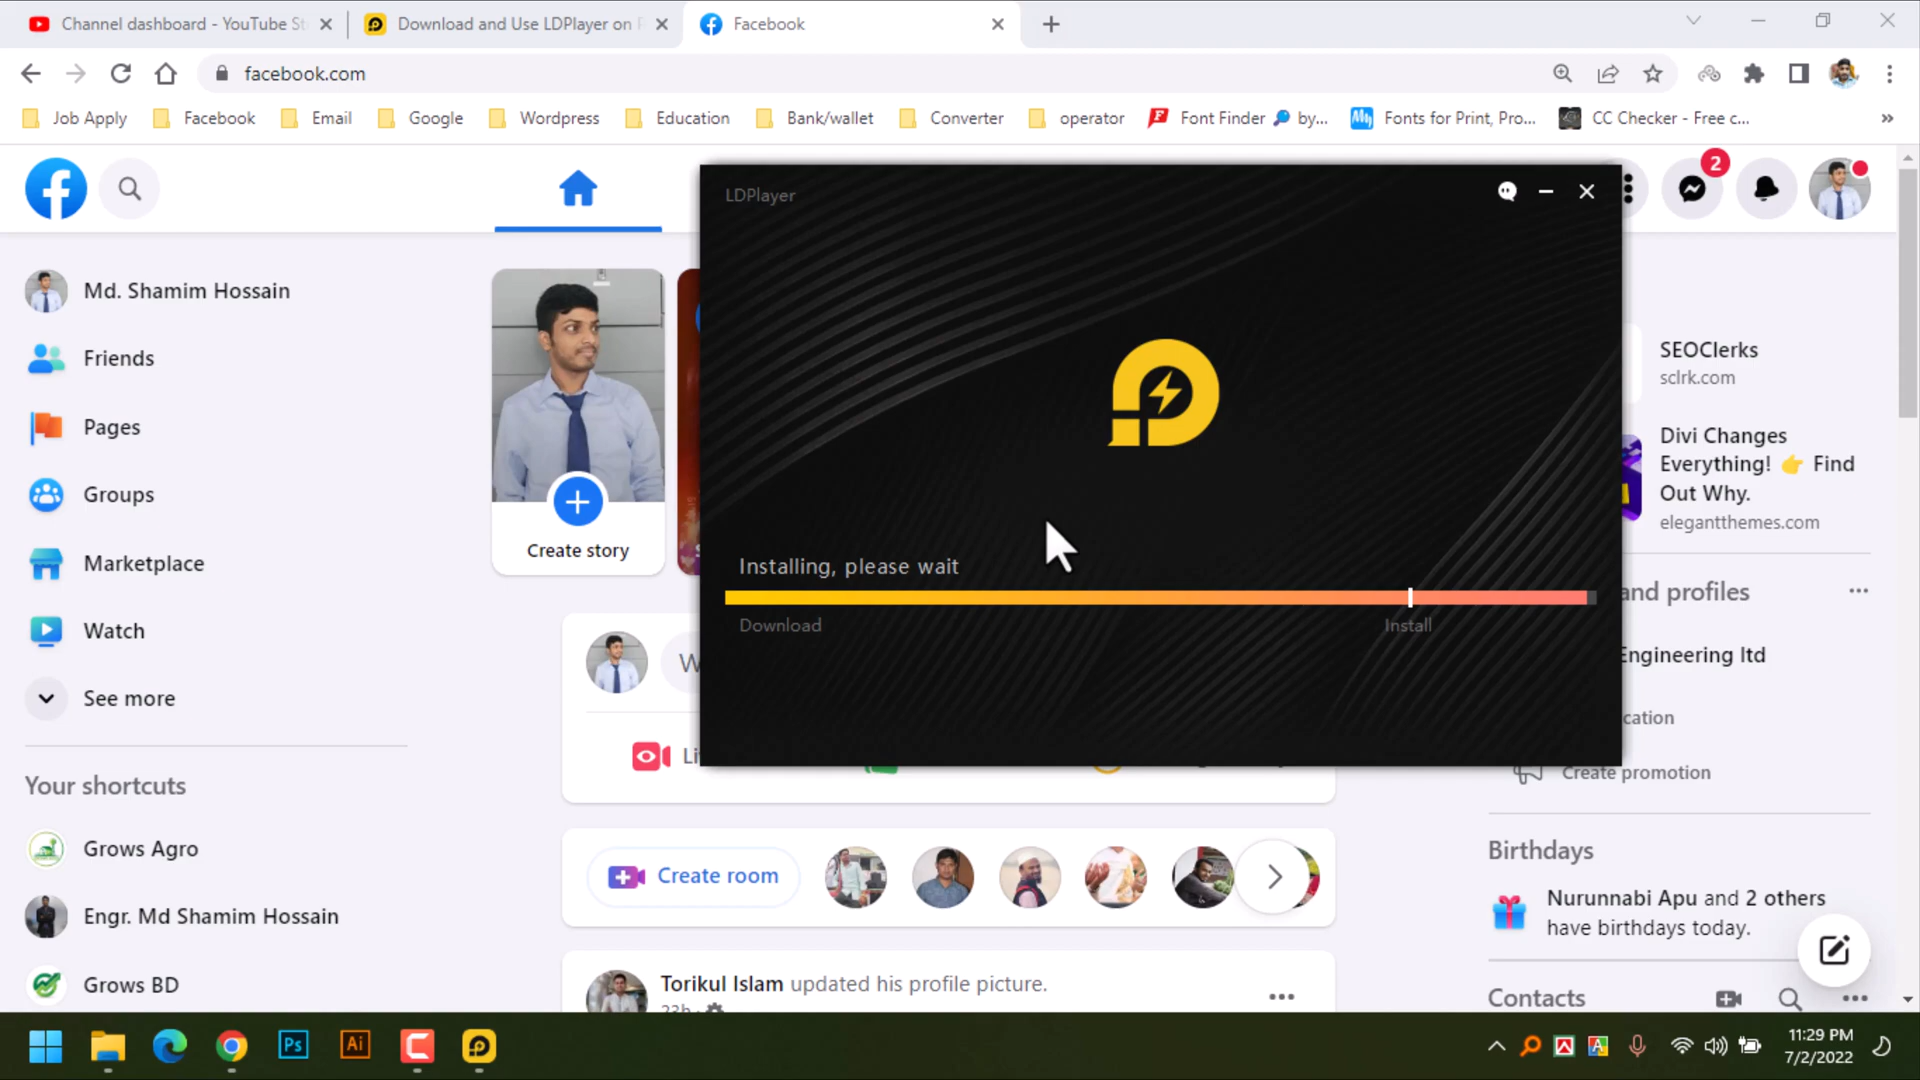 Channel dashboard - YouTube St
Download and Use LDPlayer on P
Facebook
facebook.com
Job Apply
Facebook
Email
Google
Wordpress
Education
Bank/wallet
Converter
operator
Font Finder 🔎 by...
Fonts for Print, Pro...
CC Checker - Free c...
»
2
LDPlayer
Installing, please wait
Download
Install
Md. Shamim Hossain
Friends
Pages
Groups
Marketplace
Watch
See more
Your shortcuts
Grows Agro
Engr. Md Shamim Hossain
Grows BD
Create story
W
Li
Create room
Torikul Islam updated his profile picture.
23h
SEOClerks
sclrk.com
Divi Changes
Everything! 👉 Find
Out Why.
elegantthemes.com
and profiles
Engineering ltd
cation
Create promotion
Birthdays
Nurunnabi Apu and 2 others
have birthdays today.
Contacts
Ps
Ai
11:29 PM
7/2/2022